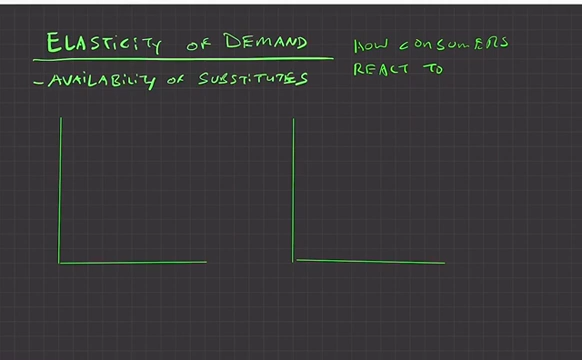 ELASTICITY OF DEMAND
- AVAILABILITY OF SUBSTITUTES
HOW CONSUMERS
REACT TO